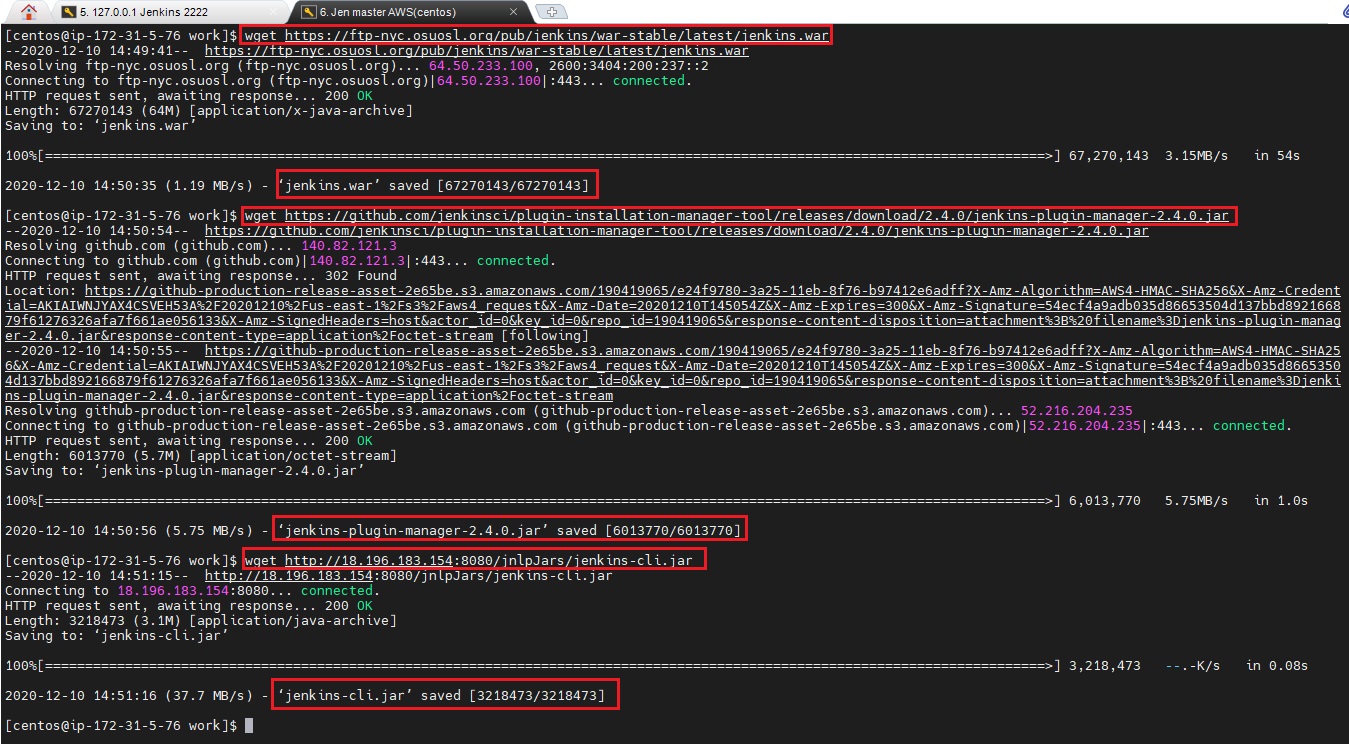 5. 127.0.0.1 Jenkins 2222
6. Jen master AWS(centos)
[centos@ip-172-31-5-76 work]$ wget https://ftp-nyc.osuosl.org/pub/jenkins/war-stable/latest/jenkins.war
--2020-12-10 14:49:41--  https://ftp-nyc.osuosl.org/pub/jenkins/war-stable/latest/jenkins.war
Resolving ftp-nyc.osuosl.org (ftp-nyc.osuosl.org)... 64.50.233.100, 2600:3404:200:237::2
Connecting to ftp-nyc.osuosl.org (ftp-nyc.osuosl.org)|64.50.233.100|:443... connected.
HTTP request sent, awaiting response... 200 OK
Length: 67270143 (64M) [application/x-java-archive]
Saving to: ‘jenkins.war’
100%[==============================================================================================================================>] 67,270,143  3.15MB/s   in 54s
2020-12-10 14:50:35 (1.19 MB/s) - ‘jenkins.war’ saved [67270143/67270143]
[centos@ip-172-31-5-76 work]$ wget https://github.com/jenkinsci/plugin-installation-manager-tool/releases/download/2.4.0/jenkins-plugin-manager-2.4.0.jar
--2020-12-10 14:50:54--  https://github.com/jenkinsci/plugin-installation-manager-tool/releases/download/2.4.0/jenkins-plugin-manager-2.4.0.jar
Resolving github.com (github.com)... 140.82.121.3
Connecting to github.com (github.com)|140.82.121.3|:443... connected.
HTTP request sent, awaiting response... 302 Found
Location: https://github-production-release-asset-2e65be.s3.amazonaws.com/190419065/e24f9780-3a25-11eb-8f76-b97412e6adff?X-Amz-Algorithm=AWS4-HMAC-SHA256&X-Amz-Credent
ial=AKIAIWNJYAX4CSVEH53A%2F20201210%2Fus-east-1%2Fs3%2Faws4_request&X-Amz-Date=20201210T145054Z&X-Amz-Expires=300&X-Amz-Signature=54ecf4a9adb035d86653504d137bbd8921668
79f61276326afa7f661ae056133&X-Amz-SignedHeaders=host&actor_id=0&key_id=0&repo_id=190419065&response-content-disposition=attachment%3B%20filename%3Djenkins-plugin-manag
er-2.4.0.jar&response-content-type=application%2Foctet-stream [following]
--2020-12-10 14:50:55--  https://github-production-release-asset-2e65be.s3.amazonaws.com/190419065/e24f9780-3a25-11eb-8f76-b97412e6adff?X-Amz-Algorithm=AWS4-HMAC-SHA25
6&X-Amz-Credential=AKIAIWNJYAX4CSVEH53A%2F20201210%2Fus-east-1%2Fs3%2Faws4_request&X-Amz-Date=20201210T145054Z&X-Amz-Expires=300&X-Amz-Signature=54ecf4a9adb035d8665350
4d137bbd892166879f61276326afa7f661ae056133&X-Amz-SignedHeaders=host&actor_id=0&key_id=0&repo_id=190419065&response-content-disposition=attachment%3B%20filename%3Djenki
ns-plugin-manager-2.4.0.jar&response-content-type=application%2Foctet-stream
Resolving github-production-release-asset-2e65be.s3.amazonaws.com (github-production-release-asset-2e65be.s3.amazonaws.com)... 52.216.204.235
Connecting to github-production-release-asset-2e65be.s3.amazonaws.com (github-production-release-asset-2e65be.s3.amazonaws.com)|52.216.204.235|:443... connected.
HTTP request sent, awaiting response... 200 OK
Length: 6013770 (5.7M) [application/octet-stream]
Saving to: ‘jenkins-plugin-manager-2.4.0.jar’
100%[==============================================================================================================================>] 6,013,770   5.75MB/s   in 1.0s
2020-12-10 14:50:56 (5.75 MB/s) - ‘jenkins-plugin-manager-2.4.0.jar’ saved [6013770/6013770]
[centos@ip-172-31-5-76 work]$ wget http://18.196.183.154:8080/jnlpJars/jenkins-cli.jar
--2020-12-10 14:51:15--  http://18.196.183.154:8080/jnlpJars/jenkins-cli.jar
Connecting to 18.196.183.154:8080... connected.
HTTP request sent, awaiting response... 200 OK
Length: 3218473 (3.1M) [application/java-archive]
Saving to: ‘jenkins-cli.jar’
100%[==============================================================================================================================>] 3,218,473   --.-K/s   in 0.08s
2020-12-10 14:51:16 (37.7 MB/s) - ‘jenkins-cli.jar’ saved [3218473/3218473]
[centos@ip-172-31-5-76 work]$